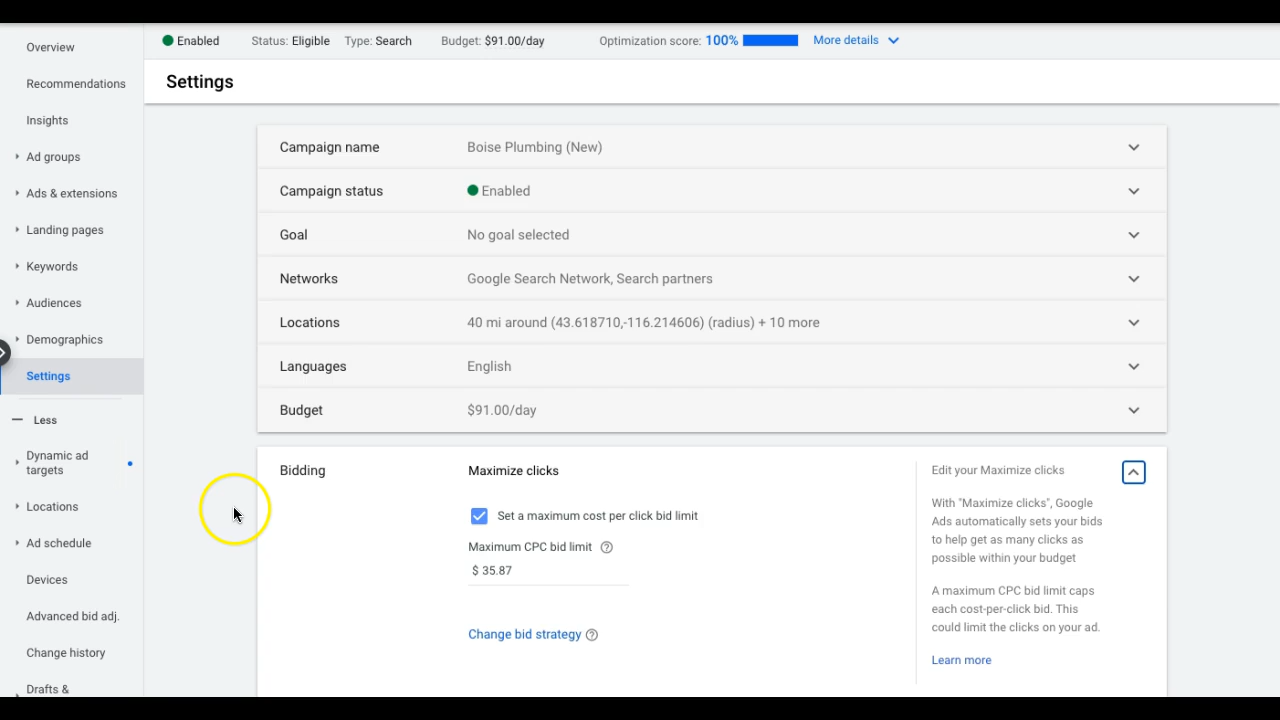 Overview
Recommendations
Insights
Ad groups
Ads & extensions
Landing pages
Keywords
Audiences
Demographics
Settings
Less
Dynamic ad
targets
Locations
Ad schedule
Devices
Advanced bid adj.
Change history
Drafts &
Enabled Status: Eligible Type: Search Budget: $91.00/day Optimization score: 100% More details
Settings
Campaign name Boise Plumbing (New)
Campaign status Enabled
Goal No goal selected
Networks Google Search Network, Search partners
Locations 40 mi around (43.618710,-116.214606) (radius) + 10 more
Languages English
Budget $91.00/day
Bidding Maximize clicks
Set a maximum cost per click bid limit
Maximum CPC bid limit
$ 35.87
Change bid strategy
Edit your Maximize clicks
With "Maximize clicks", Google
Ads automatically sets your bids
to help get as many clicks as
possible within your budget
A maximum CPC bid limit caps
each cost-per-click bid. This
could limit the clicks on your ad.
Learn more